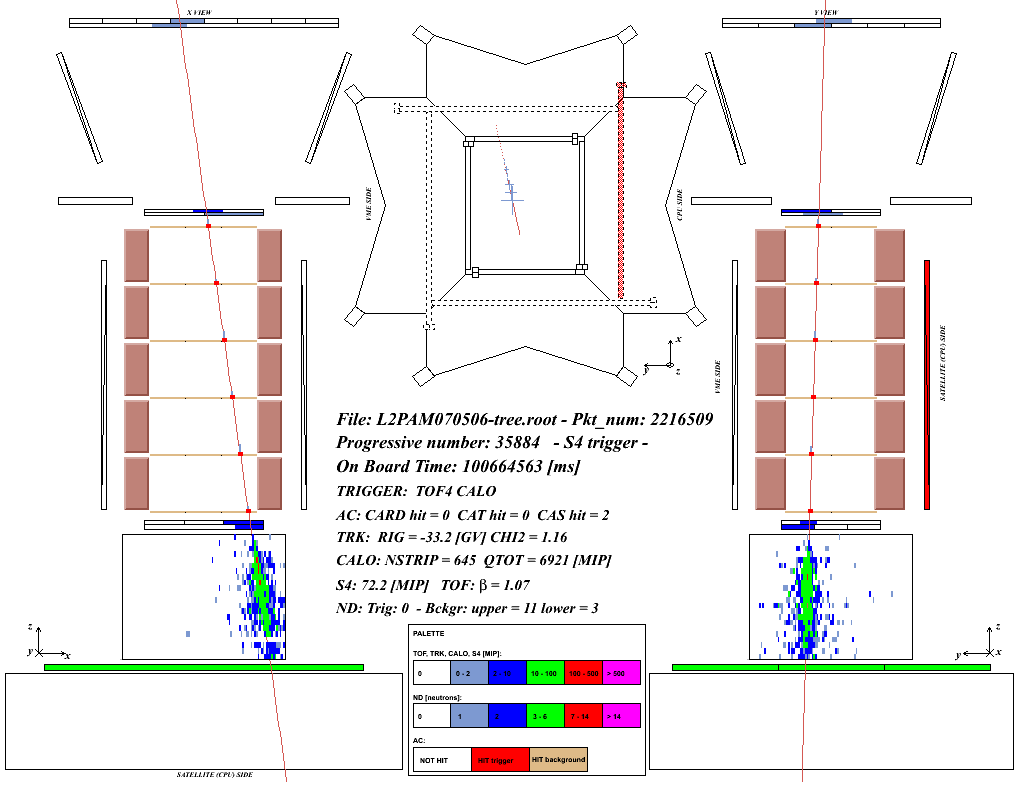 X VIEW
Y VIEW
VME SIDE
CPU SIDE
x
y
z
VME SIDE
SATELLITE (CPU) SIDE
File: L2PAM070506-tree.root - Pkt_num: 2216509
Progressive number: 35884 - S4 trigger -
On Board Time: 100664563 [ms]
TRIGGER: TOF4 CALO
AC: CARD hit = 0 CAT hit = 0 CAS hit = 2
TRK: RIG = -33.2 [GV] CHI2 = 1.16
CALO: NSTRIP = 645 QTOT = 6921 [MIP]
S4: 72.2 [MIP] TOF: β = 1.07
ND: Trig: 0 - Bckgr: upper = 11 lower = 3
z
y
x
z
y
x
PALETTE
TOF, TRK, CALO, S4 [MIP]:
0 0 - 2 2 - 10 10 - 100 100 - 500 > 500
ND [neutrons]:
0 1 2 3 - 6 7 - 14 > 14
AC:
NOT HIT HIT trigger HIT background
SATELLITE (CPU) SIDE